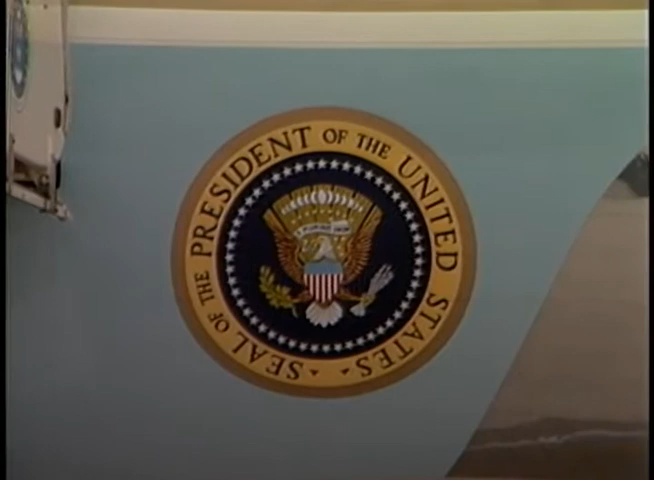 SEAL OF THE PRESIDENT OF THE UNITED STATES